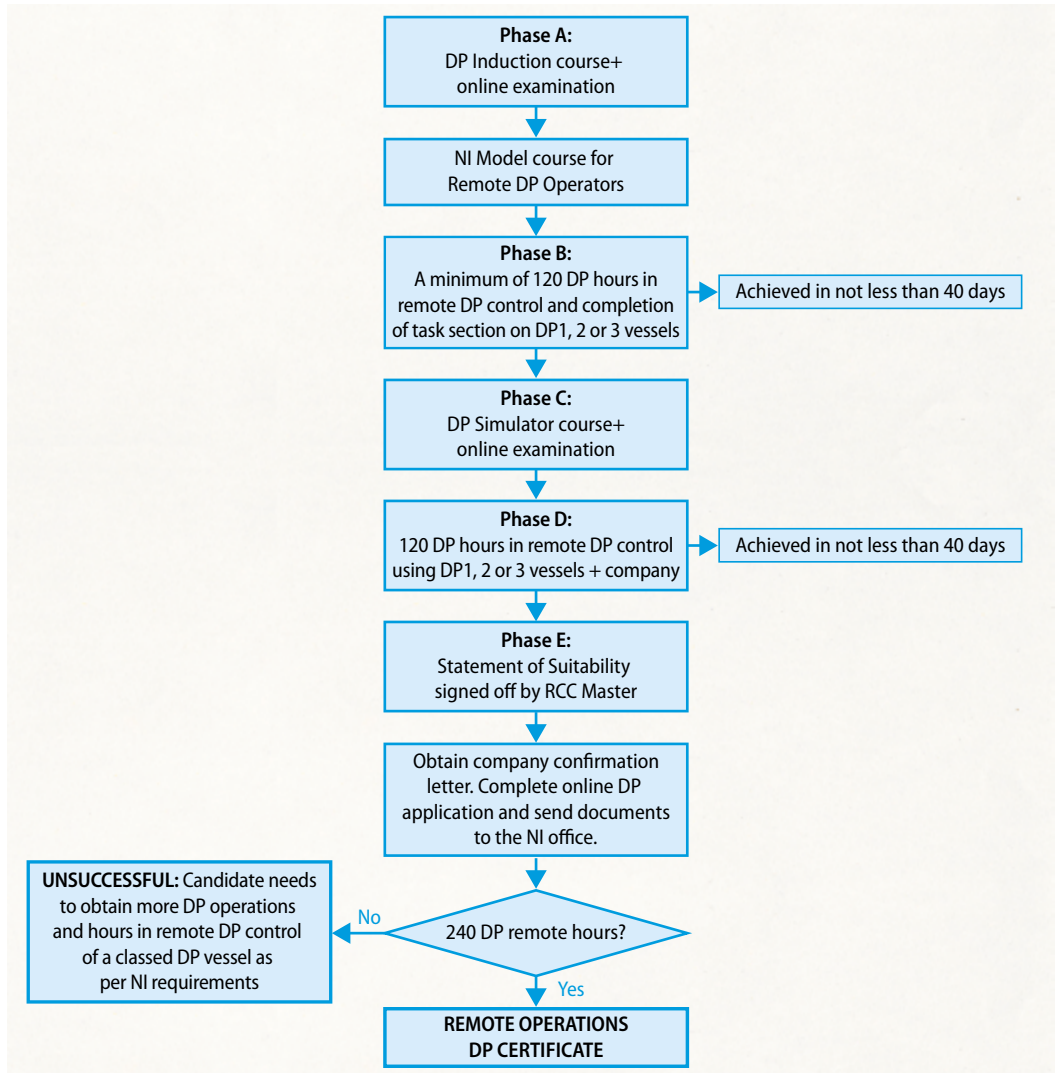 Phase A:
DP Induction course+
online examination
NI Model course for
Remote DP Operators
Phase B:
A minimum of 120 DP hours in
remote DP control and completion
of task section on DP1, 2 or 3 vessels
Achieved in not less than 40 days
Phase C:
DP Simulator course+
online examination
Phase D:
120 DP hours in remote DP control
using DP1, 2 or 3 vessels + company
Achieved in not less than 40 days
Phase E:
Statement of Suitability
signed off by RCC Master
Obtain company confirmation
letter. Complete online DP
application and send documents
to the NI office.
UNSUCCESSFUL: Candidate needs
to obtain more DP operations
and hours in remote DP control
of a classed DP vessel as
per NI requirements
No
240 DP remote hours?
Yes
REMOTE OPERATIONS
DP CERTIFICATE